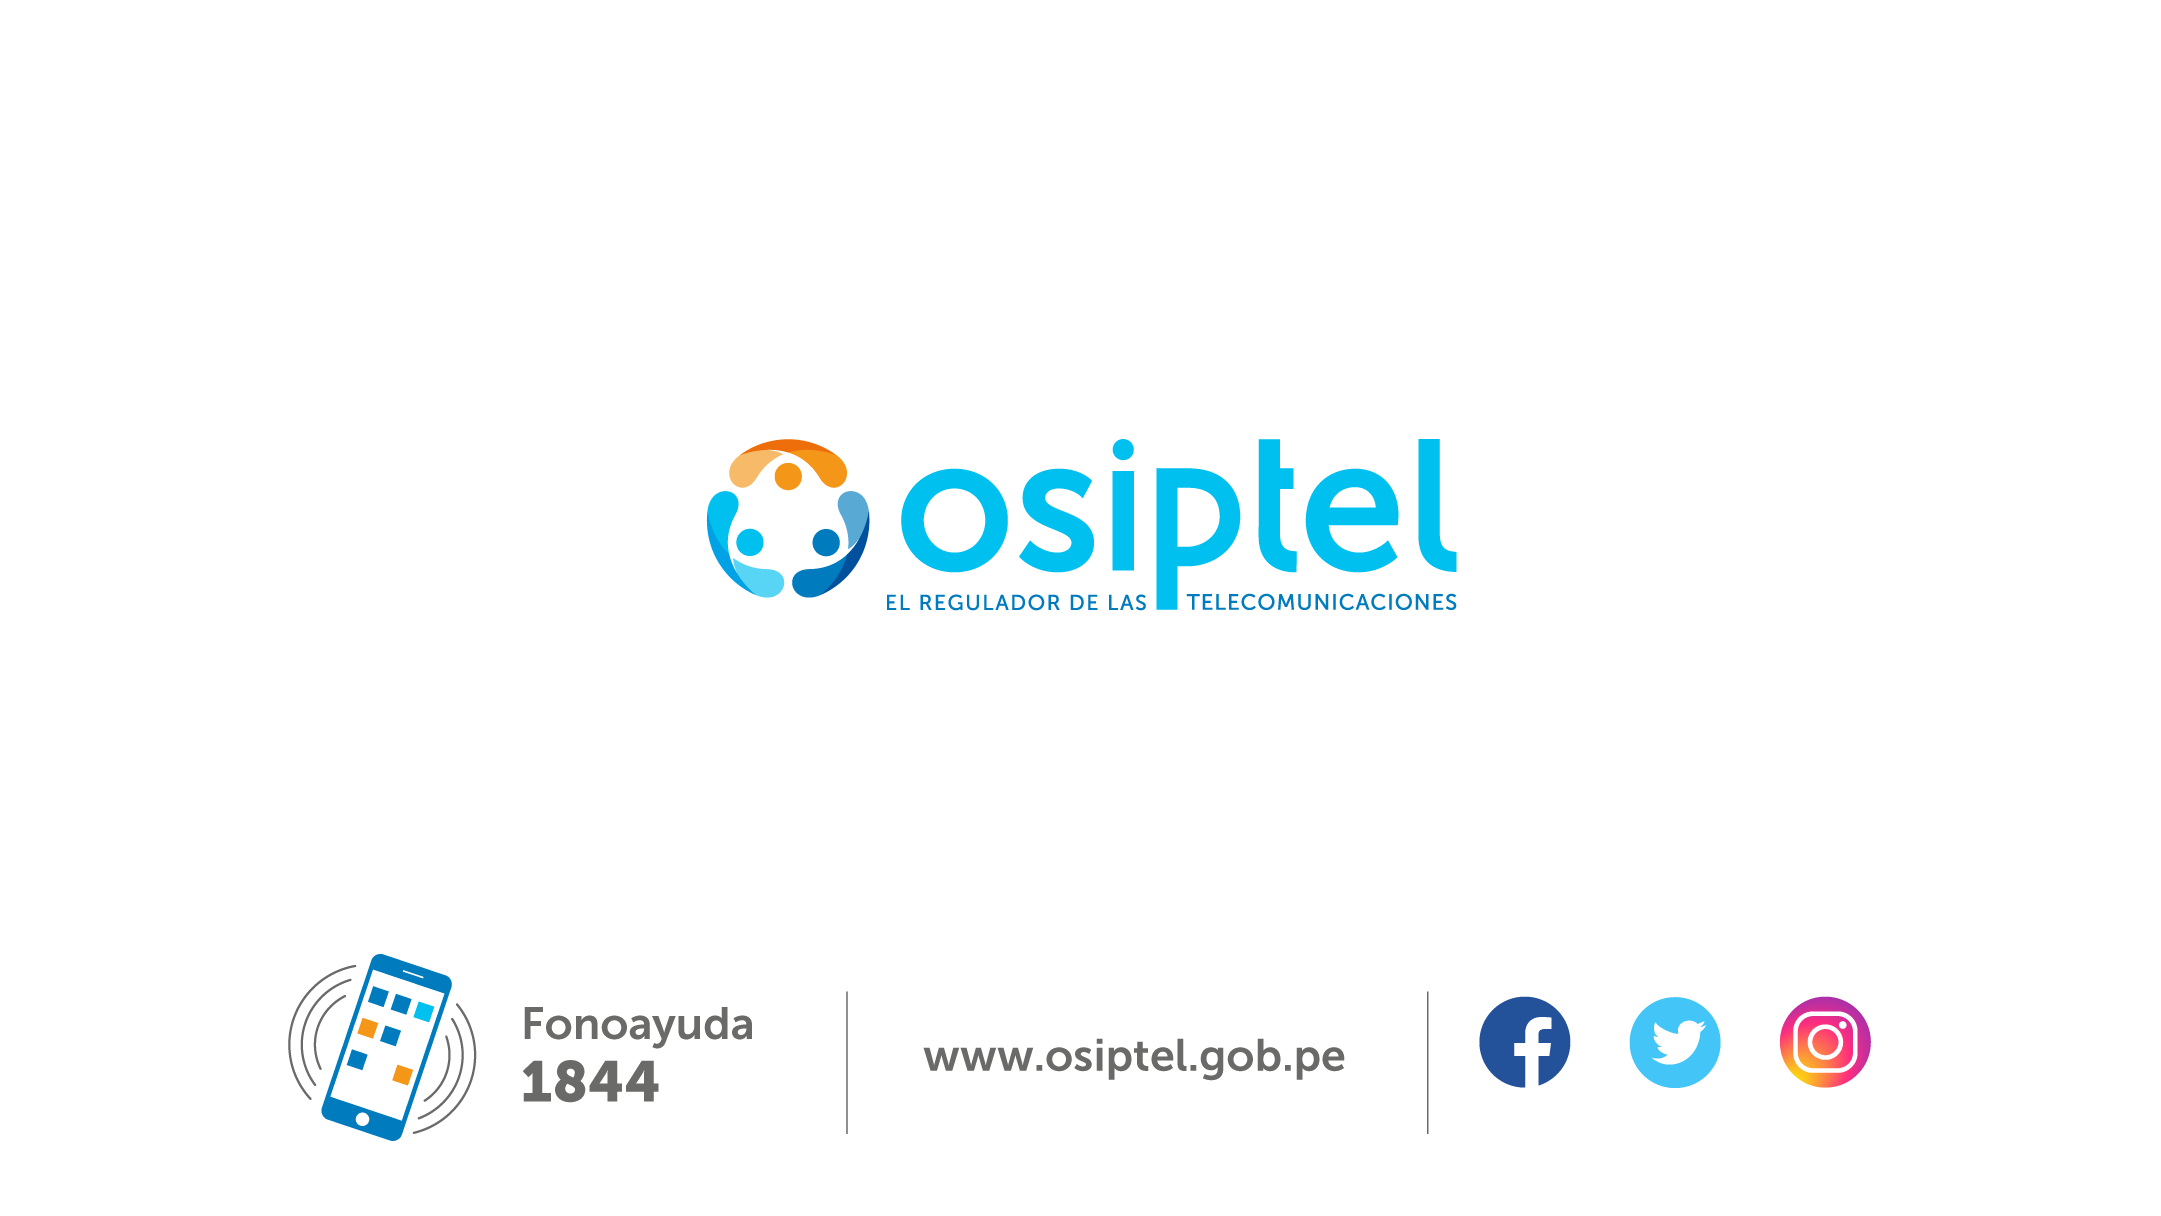 osiptel
EL REGULADOR DE LAS TELECOMUNICACIONES
Fonoayuda
1844
www.osiptel.gob.pe